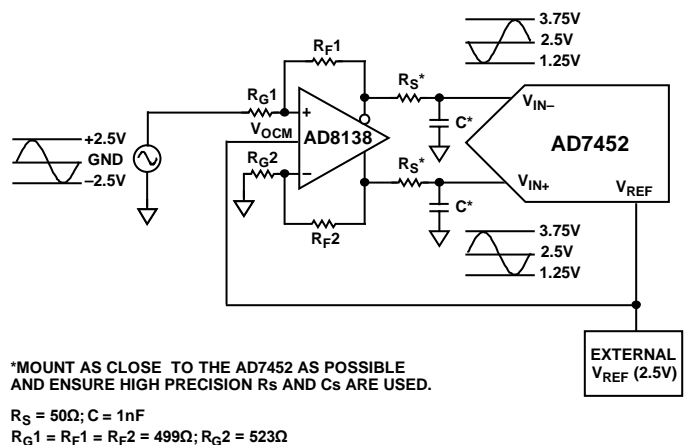 3.75V
2.5V
1.25V
RF1
RS*
RG1
+
VOCM
AD8138
C*
VIN–
AD7452
+2.5V
GND
–2.5V
RG2
–
RS*
VIN+
VREF
C*
RF2
3.75V
2.5V
1.25V
EXTERNAL
VREF (2.5V)
*MOUNT AS CLOSE TO THE AD7452 AS POSSIBLE
AND ENSURE HIGH PRECISION Rs AND Cs ARE USED.
RS = 50Ω; C = 1nF
RG1 = RF1 = RF2 = 499Ω; RG2 = 523Ω